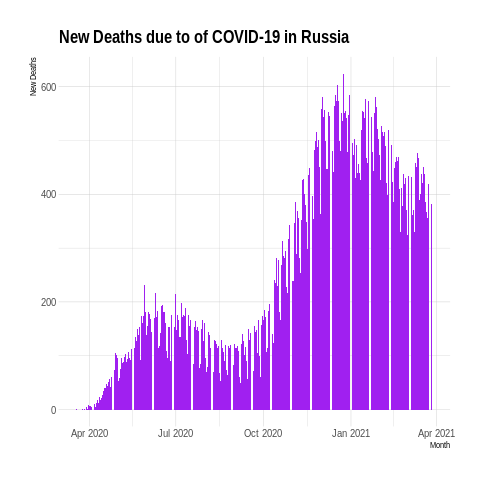 New Deaths due to of COVID-19 in Russia
New Deaths
600
400
200
0
Apr 2020 Jul 2020 Oct 2020 Jan 2021 Apr 2021
Month